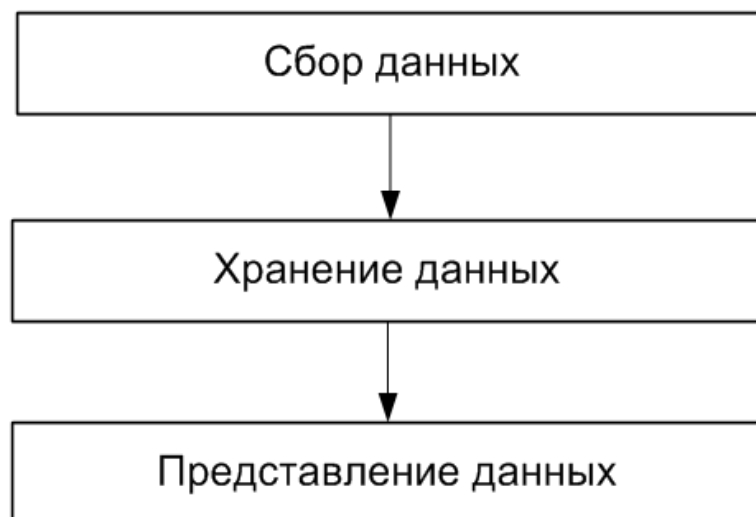 Сбор данных
Хранение данных
Представление данных